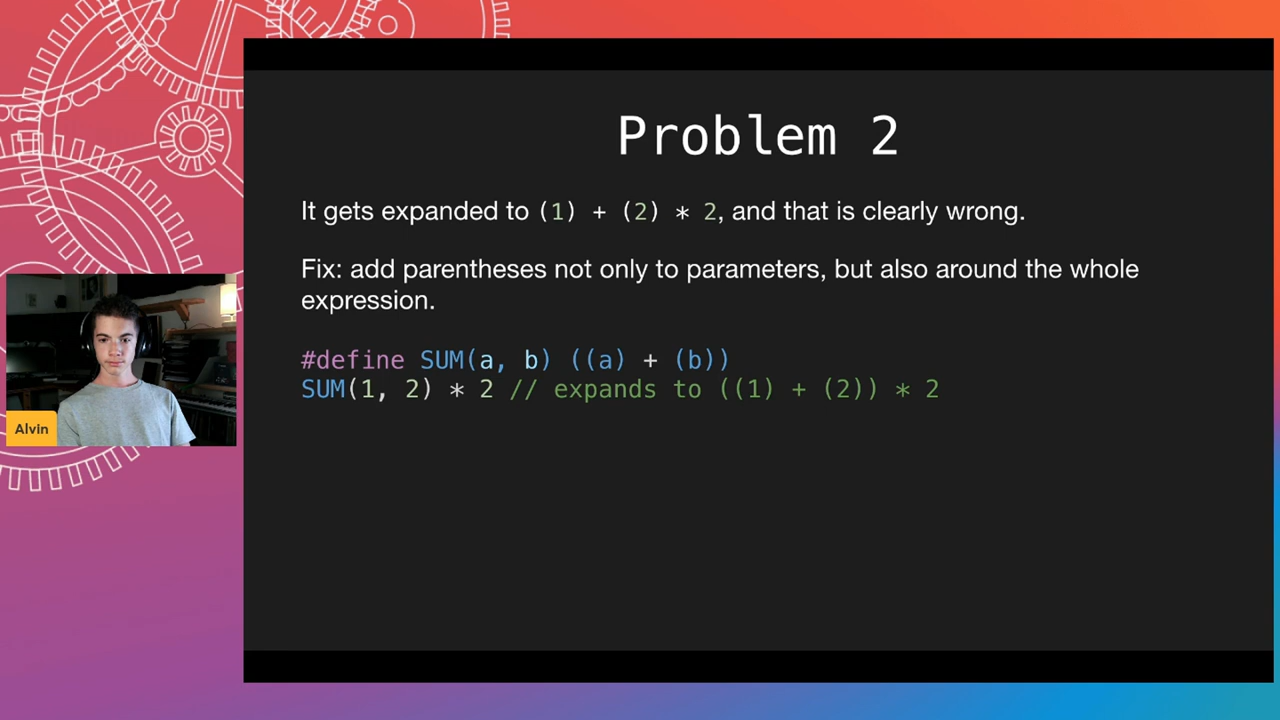 Problem 2
It gets expanded to (1) + (2) * 2, and that is clearly wrong.
Fix: add parentheses not only to parameters, but also around the whole
expression.
#define SUM(a, b) ((a) + (b))
SUM(1, 2) * 2 // expands to ((1) + (2)) * 2
Alvin